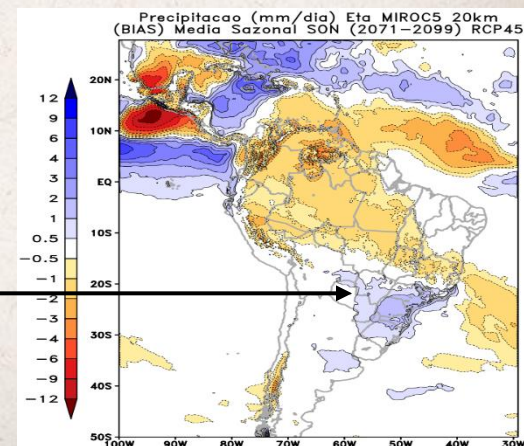 Precipitacao (mm/dia) Eta MIROC5 20km
(BIAS) Media Sazonal SON (2071-2099) RCP45
12
9
6
4
3
2
1
0.5
-0.5
-1
-2
-3
-4
-6
-9
-12
20N
10N
EQ
10S
20S
30S
40S
50S
100W
90W
80W
70W
60W
50W
40W
30W